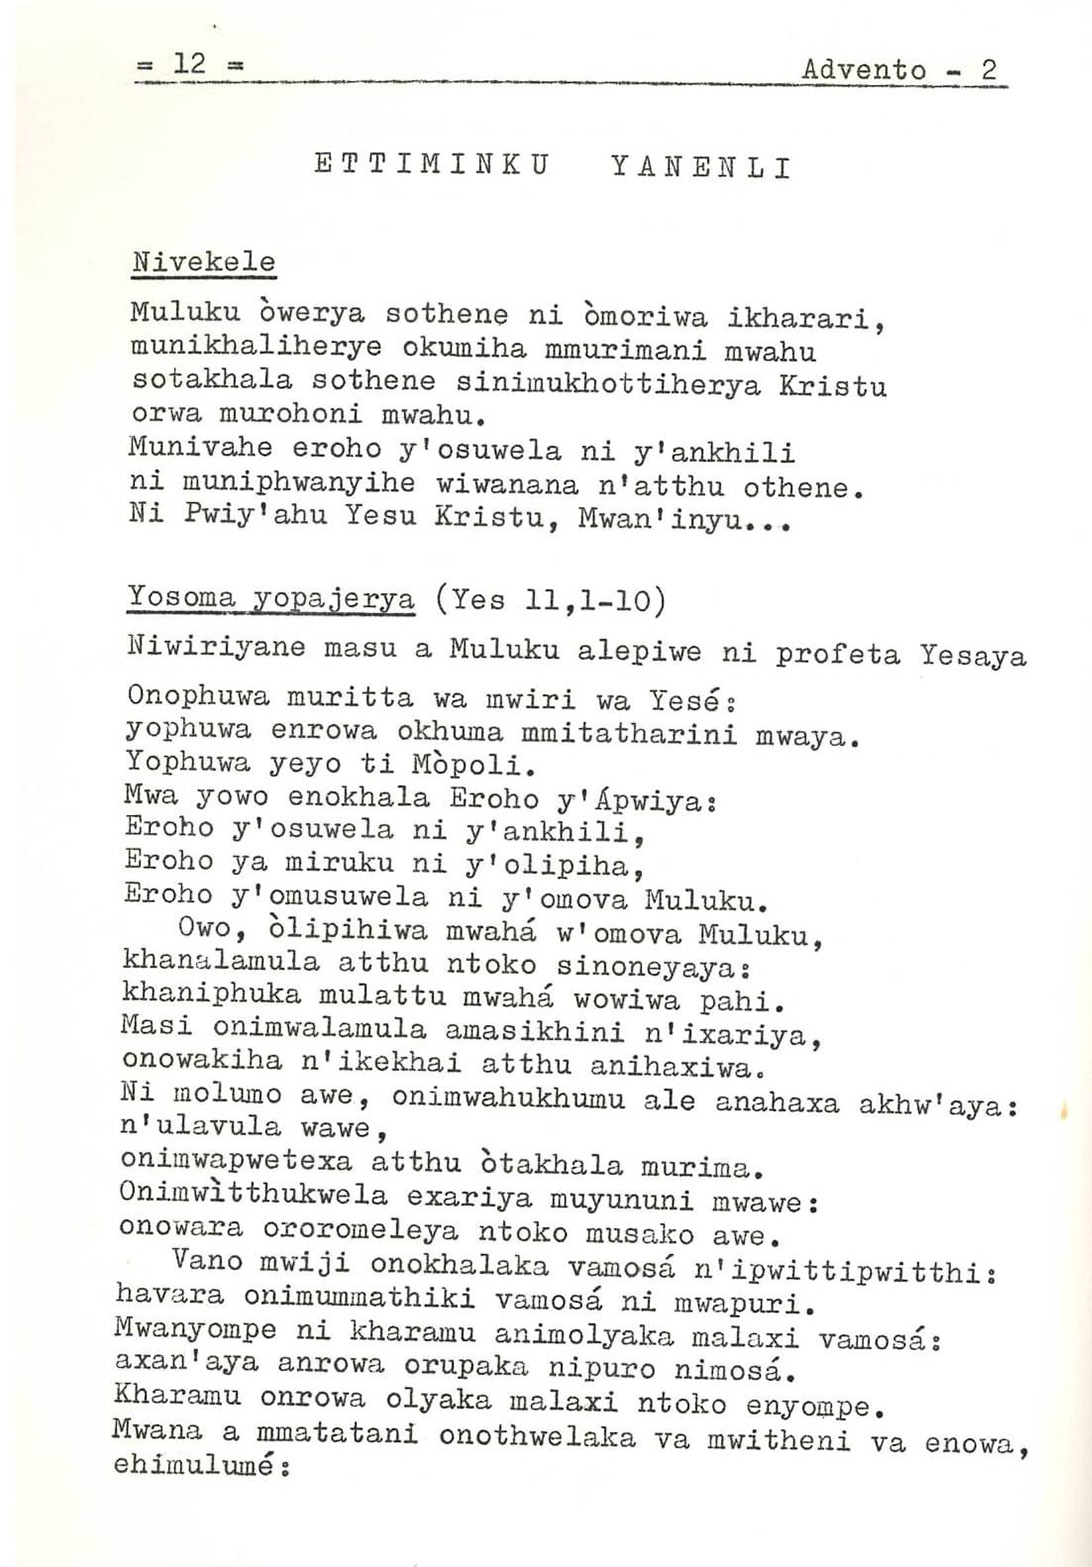 = 12 =
Advento - 2
ETTIMINKU YANENLI
Nivekele
Muluku òwerya sothene ni òmoriwa ikharari,
munikhaliherye okumiha mmurimani mwahu
sotakhala sothene sinimukhottiherya Kristu
orwa murohoni mwahu.
Munivahe eroho y'osuwela ni y'ankhili
ni muniphwanyihe wiwanana n'atthu othene.
Ni Pwiy'ahu Yesu Kristu, Mwan'inyu...
Yosoma yopajerya (Yes 11,1-10)
Niwiriyane masu a Muluku alepiwe ni profeta Yesaya
Onophuwa muritta wa mwiri wa Yesé:
yophuwa enrowa okhuma mmitatharini mwaya.
Yophuwa yeyo ti Mòpoli.
Mwa yowo enokhala Eroho y'Ápwiya:
Eroho y'osuwela ni y'ankhili,
Eroho ya miruku ni y'olipiha,
Eroho y'omusuwela ni y'omova Muluku.
Owo, òlipihiwa mwahá w'omova Muluku,
khanalamula atthu ntoko sinoneyaya:
khaniphuka mulattu mwahá wowiwa pahi.
Masi onimwalamula amasikhini n'ixariya,
onowakiha n'ikekhai atthu anihaxiwa.
Ni molumo awe, onimwahukhumu ale anahaxa akhw'aya:
n'ulavula wawe,
onimwapwetexa atthu òtakhala murima.
Onimwìtthukwela exariya muyununi mwawe:
onowara ororomeleya ntoko musako awe.
Vano mwiji onokhalaka vamosá n'ipwittipwitthi:
havara onimummathiki vamosá ni mwapuri.
Mwanyompe ni kharamu animolyaka malaxi vamosá:
axan'aya anrowa orupaka nipuro nimosá.
Kharamu onrowa olyaka malaxi ntoko enyompe.
Mwana a mmatatani onothwelaka va mwitheni va enowa,
ehimulumé: